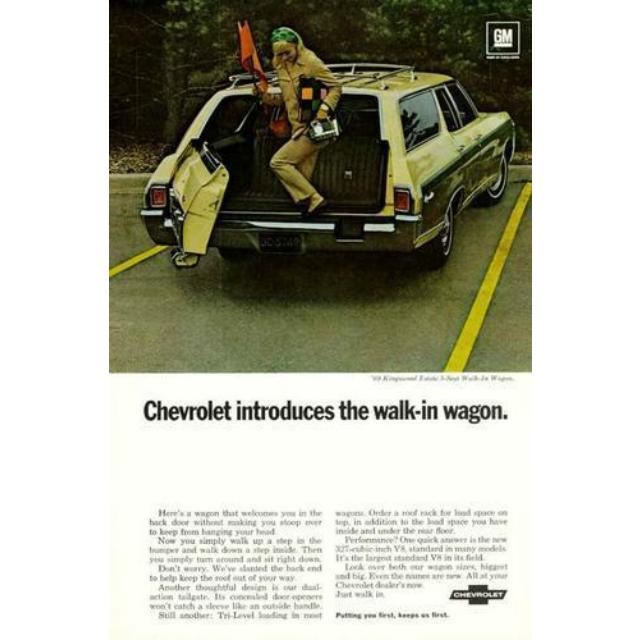 GM
MARK OF EXCELLENCE
'69 Kingswood Estate 3-Seat Walk-In Wagon.
Chevrolet introduces the walk-in wagon.
Here's a wagon that welcomes you in the
back door without making you stoop over
to keep from banging your head.
Now you simply walk up a step in the
bumper and walk down a step inside. Then
you simply turn around and sit right down.
Don't worry. We've slanted the back end
to help keep the roof out of your way.
Another thoughtful design is our dual-
action tailgate. Its concealed door-openers
won't catch a sleeve like an outside handle.
Still another: Tri-Level loading in most
wagons. Order a roof rack for load space on
top, in addition to the load space you have
inside and under the rear floor.
Performance? One quick answer is the new
327-cubic-inch V8, standard in many models.
It's the largest standard V8 in its field.
Look over both our wagon sizes, biggest
and big. Even the names are new. All at your
Chevrolet dealer's now.
Just walk in.
CHEVROLET
Putting you first, keeps us first.